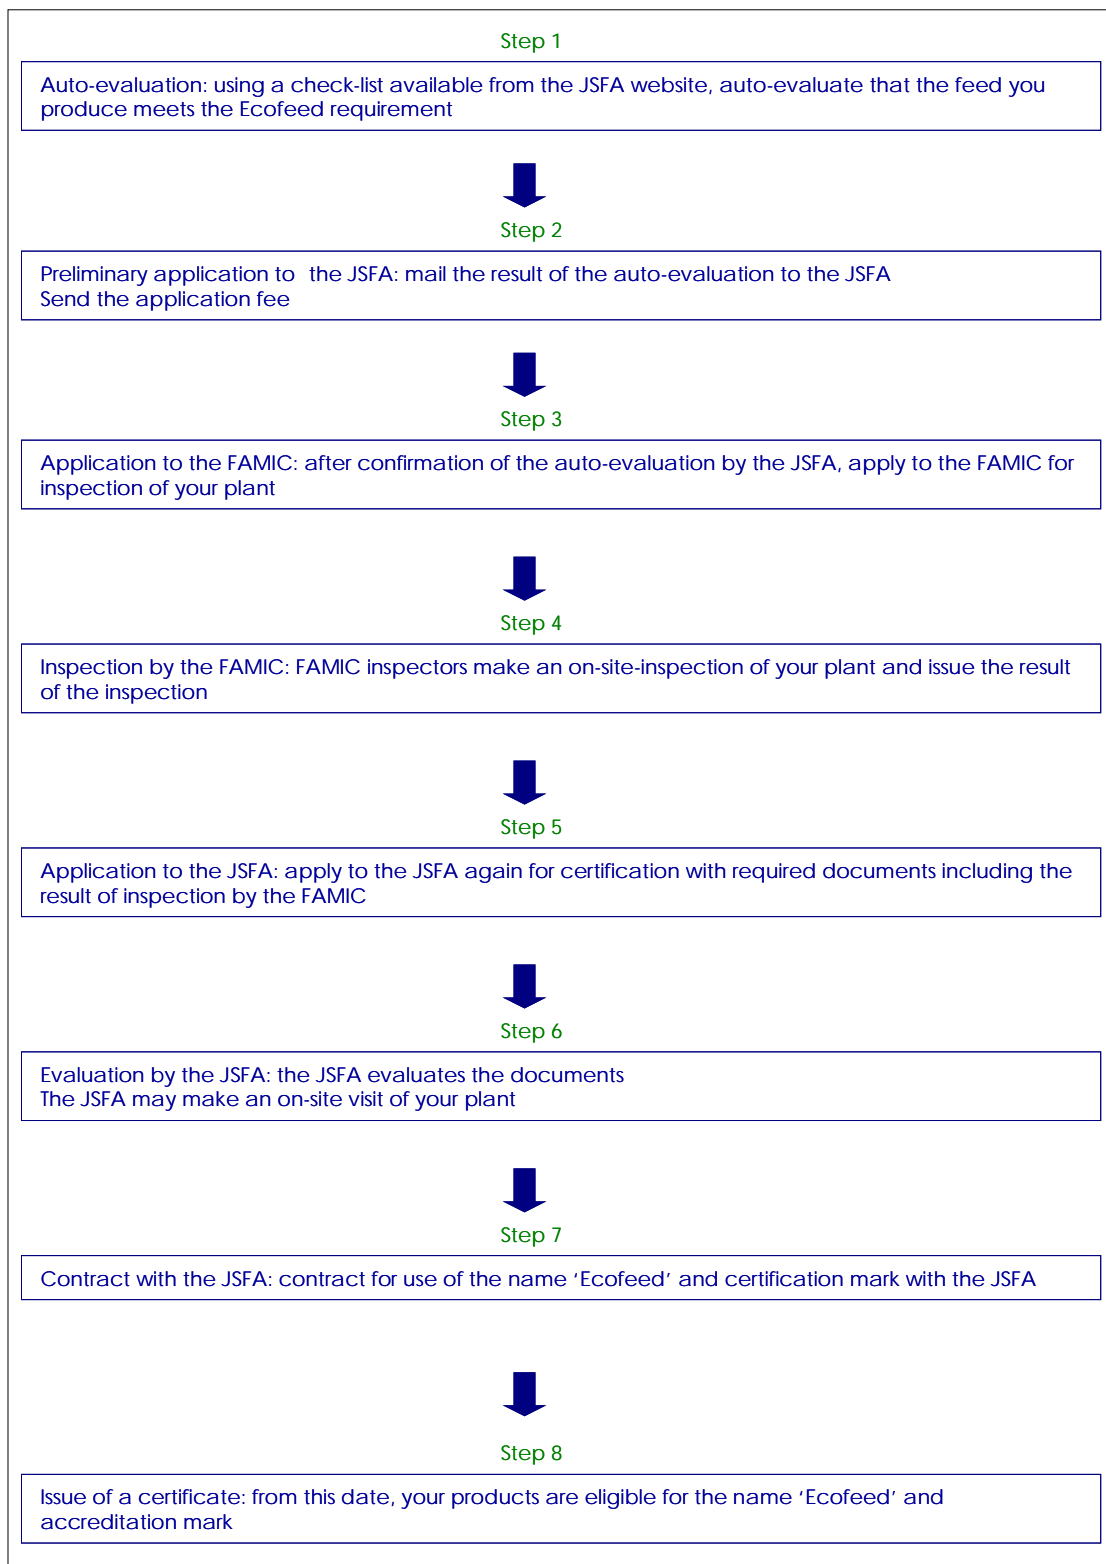 Step 1
Auto-evaluation: using a check-list available from the JSFA website, auto-evaluate that the feed you
produce meets the Ecofeed requirement
Step 2
Preliminary application to the JSFA: mail the result of the auto-evaluation to the JSFA
Send the application fee
Step 3
Application to the FAMIC: after confirmation of the auto-evaluation by the JSFA, apply to the FAMIC for
inspection of your plant
Step 4
Inspection by the FAMIC: FAMIC inspectors make an on-site-inspection of your plant and issue the result
of the inspection
Step 5
Application to the JSFA: apply to the JSFA again for certification with required documents including the
result of inspection by the FAMIC
Step 6
Evaluation by the JSFA: the JSFA evaluates the documents
The JSFA may make an on-site visit of your plant
Step 7
Contract with the JSFA: contract for use of the name ‘Ecofeed’ and certification mark with the JSFA
Step 8
Issue of a certificate: from this date, your products are eligible for the name ‘Ecofeed’ and
accreditation mark